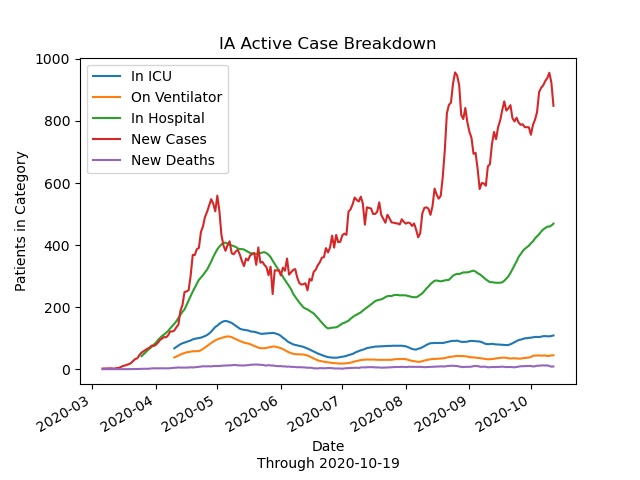 IA Active Case Breakdown
In ICU
On Ventilator
In Hospital
New Cases
New Deaths
Patients in Category
1000
800
600
400
200
0
2020-03
2020-04
2020-05
2020-06
2020-07
2020-08
2020-09
2020-10
Date
Through 2020-10-19